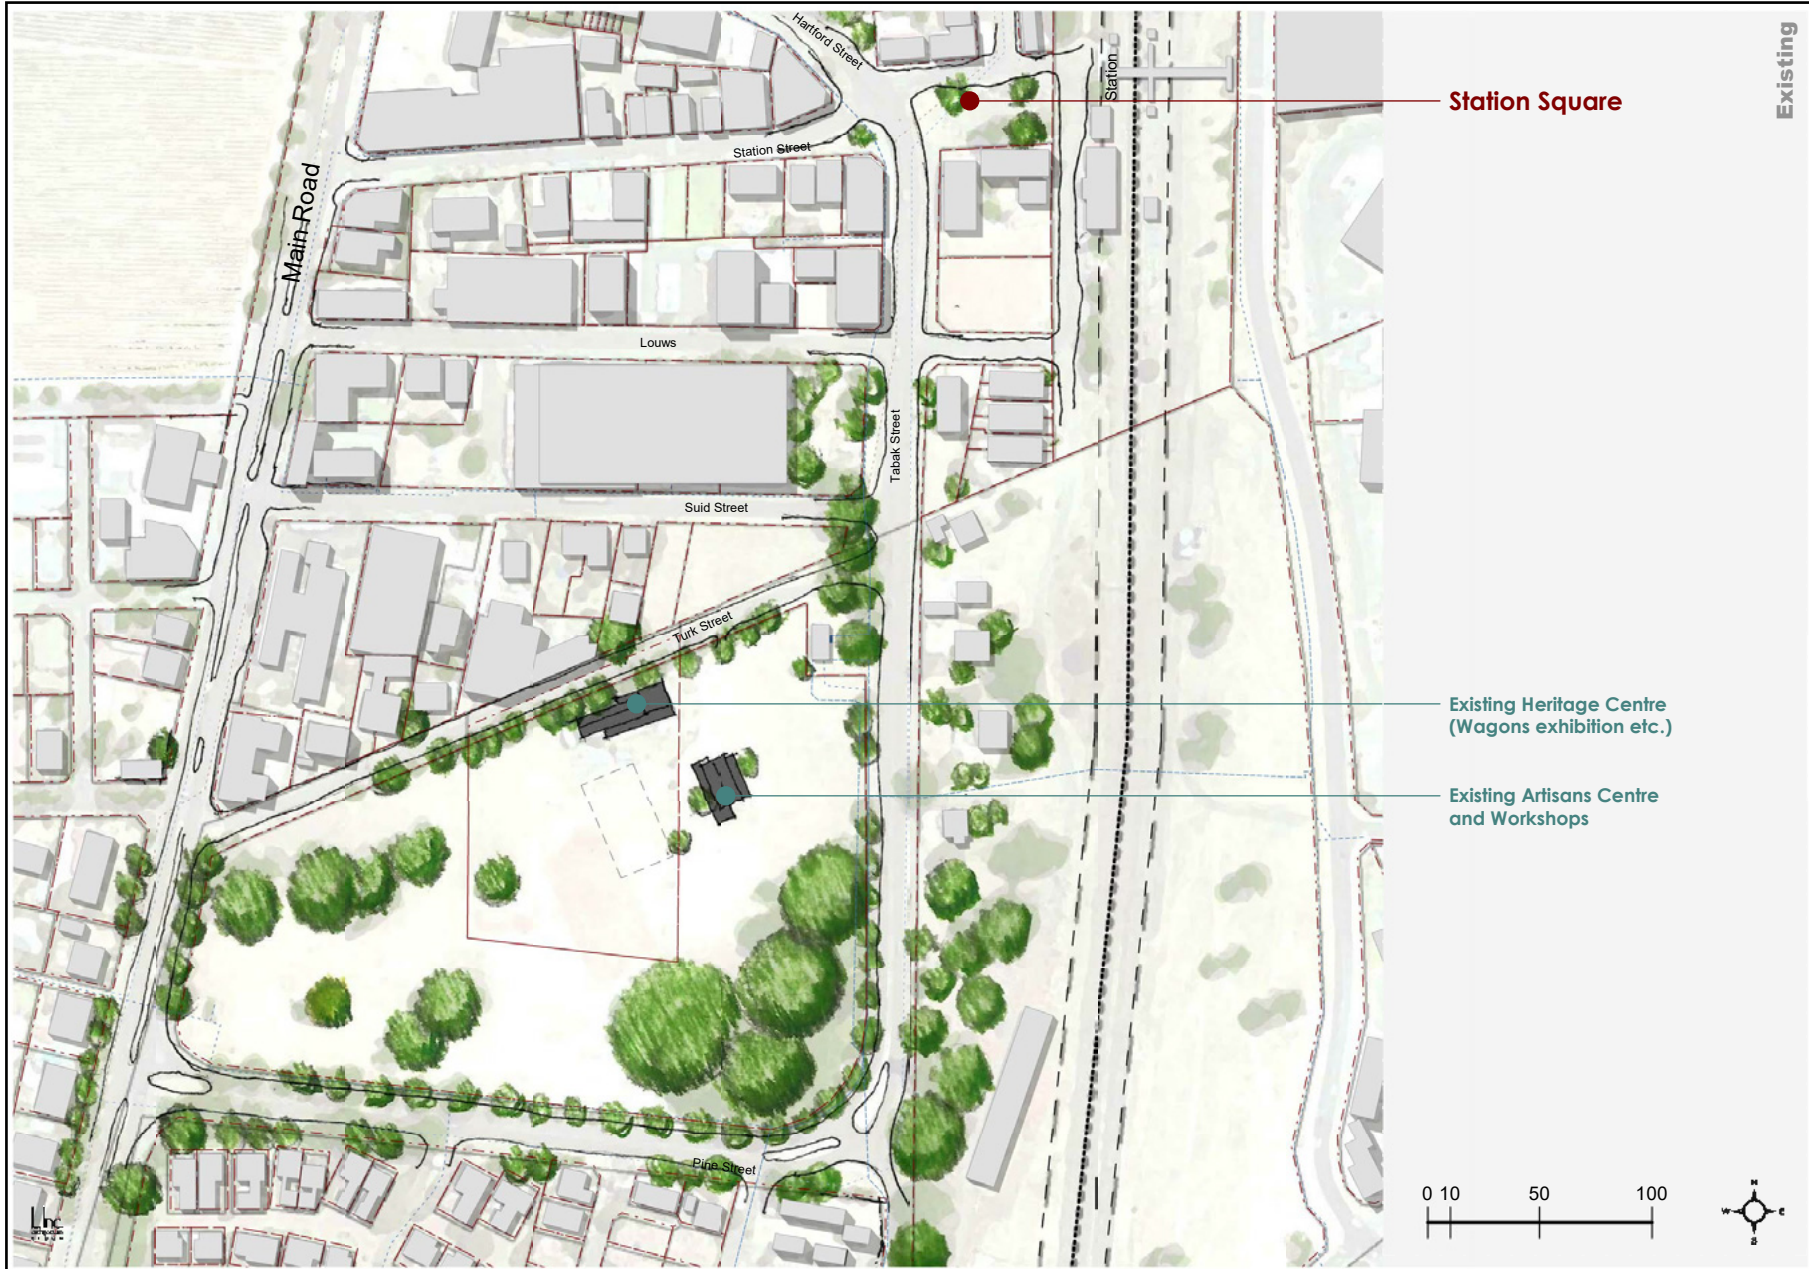 Existing
Hartford Street
Station
Station Square
Station Street
Main Road
Louws
Tabak Street
Suid Street
Turk Street
Existing Heritage Centre
(Wagons exhibition etc.)
Existing Artisans Centre
and Workshops
Pine Street
0 10 50 100
N
W E
S